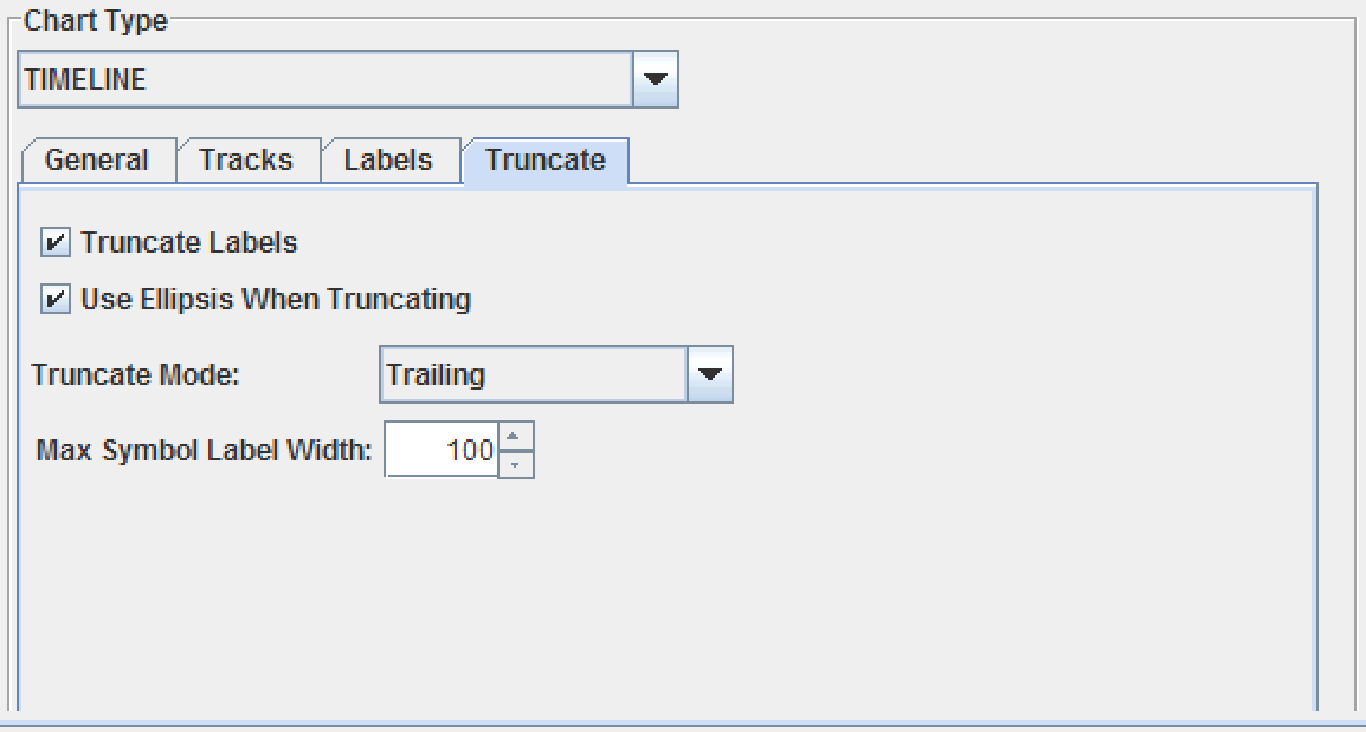 Chart Type
TIMELINE
General Tracks Labels Truncate
Truncate Labels
Use Ellipsis When Truncating
Truncate Mode: Trailing
Max Symbol Label Width: 100